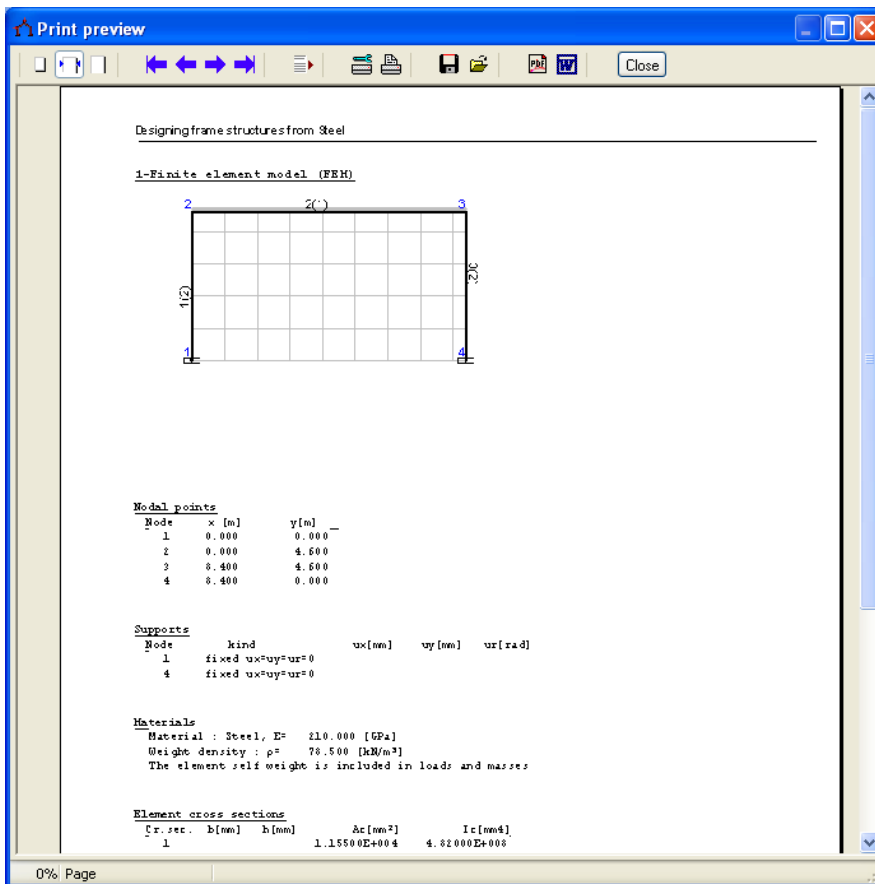 Print preview
PDF W Close
Designing frame structures from Steel
1-Finite element model (FEM)
2 2(1) 3
1(2)
1 4
Nodal points
Node x [m] y[m]
1 0.000 0.000
2 0.000 4.600
3 8.400 4.600
4 8.400 0.000
Supports
Node kind ux[mm] uy[mm] ur[rad]
1 fixed ux=uy=ur=0
4 fixed ux=uy=ur=0
Materials
Material : Steel, E= 210.000 [GPa]
Weight density : ρ= 78.500 [kN/m³]
The element self weight is included in loads and masses
Element cross sections
Cr.sec. b[mm] h[mm] Ac[mm²] Ic[mm4]
1 1.15500E+004 4.82000E+008
0% Page